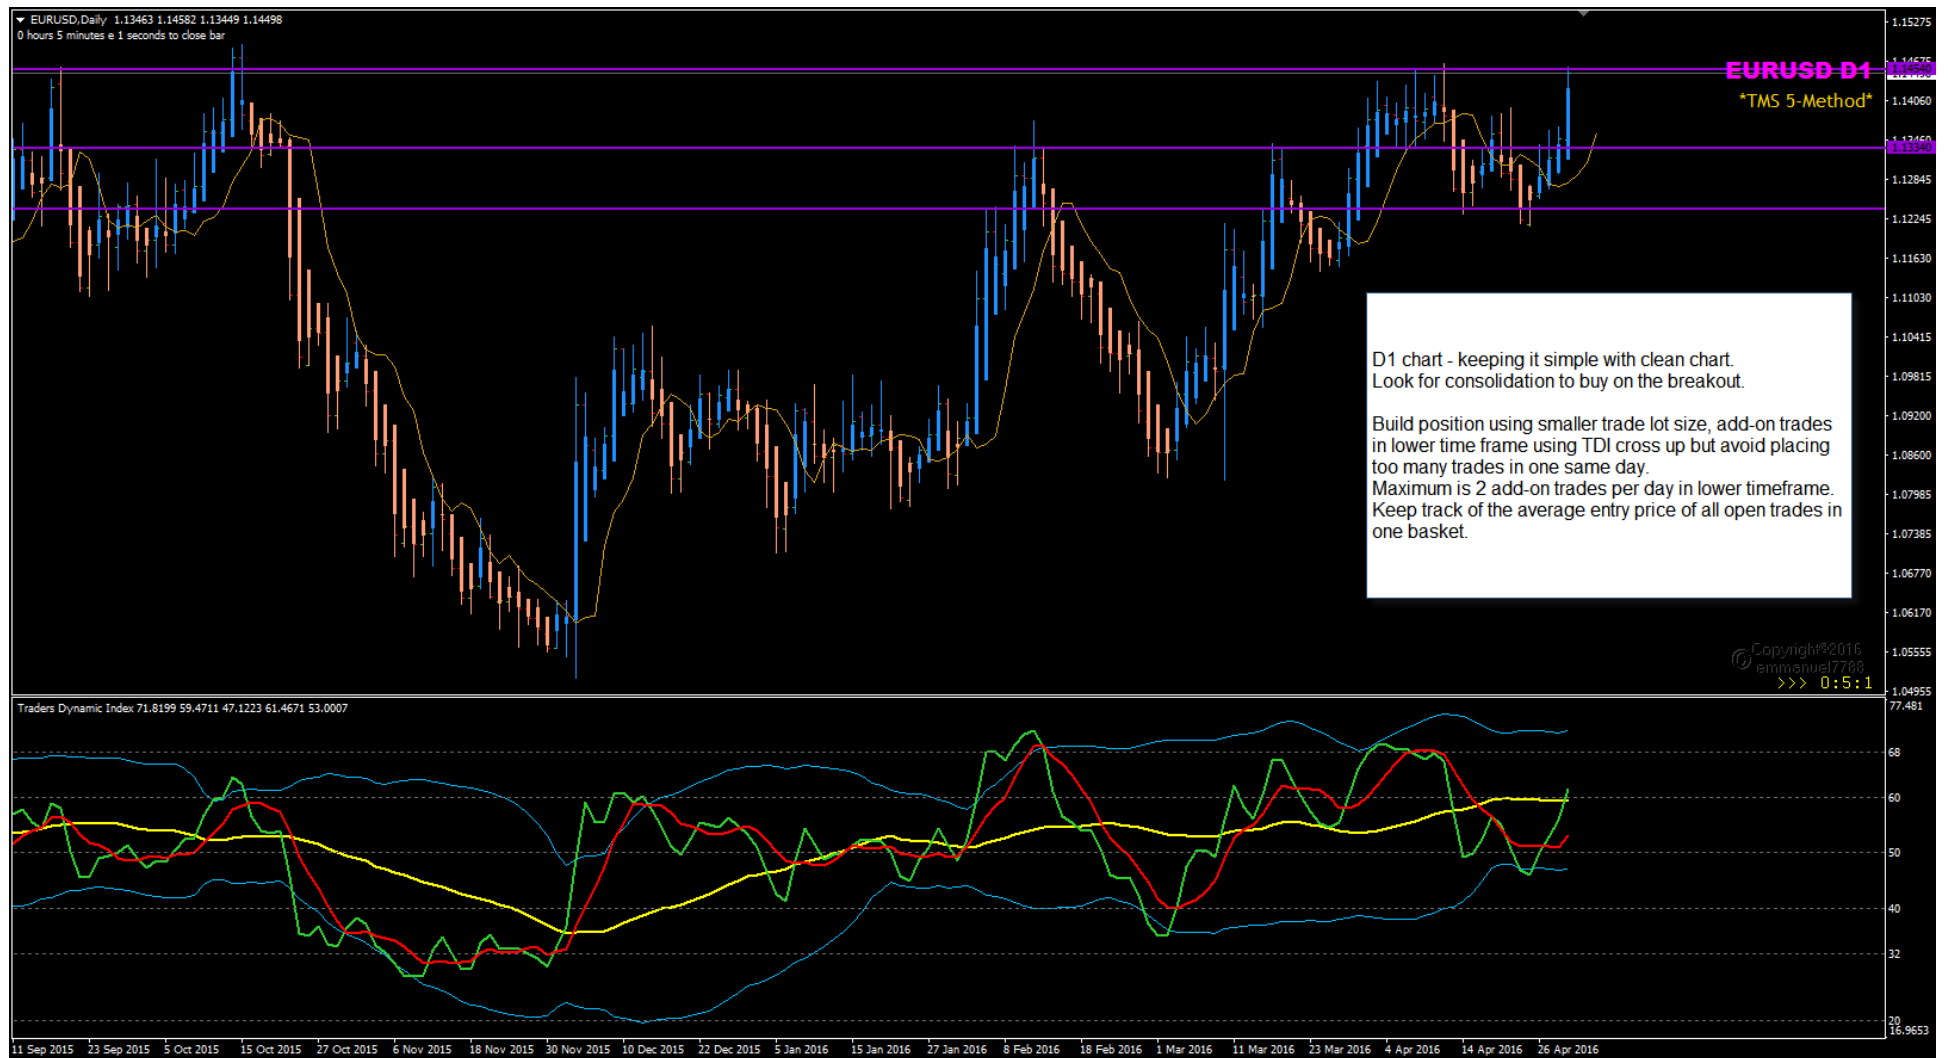 EURUSD,Daily 1.13463 1.14582 1.13449 1.14498
0 hours 5 minutes e 1 seconds to close bar
EURUSD D1
*TMS 5-Method*
1.15275
1.14675
1.14540
1.14060
1.13460
1.13340
1.12845
1.12245
1.11630
1.11030
1.10415
1.09815
1.09200
1.08600
1.07985
1.07385
1.06770
1.06170
1.05555
1.04955
D1 chart - keeping it simple with clean chart.
Look for consolidation to buy on the breakout.
Build position using smaller trade lot size, add-on trades
in lower time frame using TDI cross up but avoid placing
too many trades in one same day.
Maximum is 2 add-on trades per day in lower timeframe.
Keep track of the average entry price of all open trades in
one basket.
©Copyright®2016
emmanuel7788
>>> 0:5:1
Traders Dynamic Index 71.8199 59.4711 47.1223 61.4671 53.0007
77.481
68
60
50
40
32
20
16.9653
11 Sep 2015 23 Sep 2015 5 Oct 2015 15 Oct 2015 27 Oct 2015 6 Nov 2015 18 Nov 2015 30 Nov 2015 10 Dec 2015 22 Dec 2015 5 Jan 2016 15 Jan 2016 27 Jan 2016 8 Feb 2016 18 Feb 2016 1 Mar 2016 11 Mar 2016 23 Mar 2016 4 Apr 2016 14 Apr 2016 26 Apr 2016